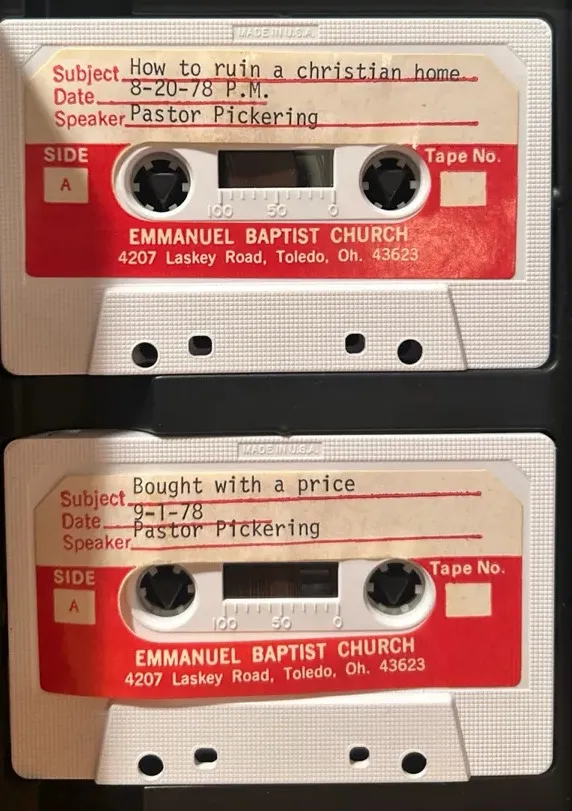 MADE IN U.S.A.
Subject How to ruin a christian home
Date 8-20-78 P.M.
Speaker Pastor Pickering
SIDE Tape No.
A
100 50 0
EMMANUEL BAPTIST CHURCH
4207 Laskey Road, Toledo, Oh. 43623
MADE IN U.S.A.
Subject Bought with a price
Date 9-1-78
Speaker Pastor Pickering
SIDE Tape No.
A
100 50 0
EMMANUEL BAPTIST CHURCH
4207 Laskey Road, Toledo, Oh. 43623